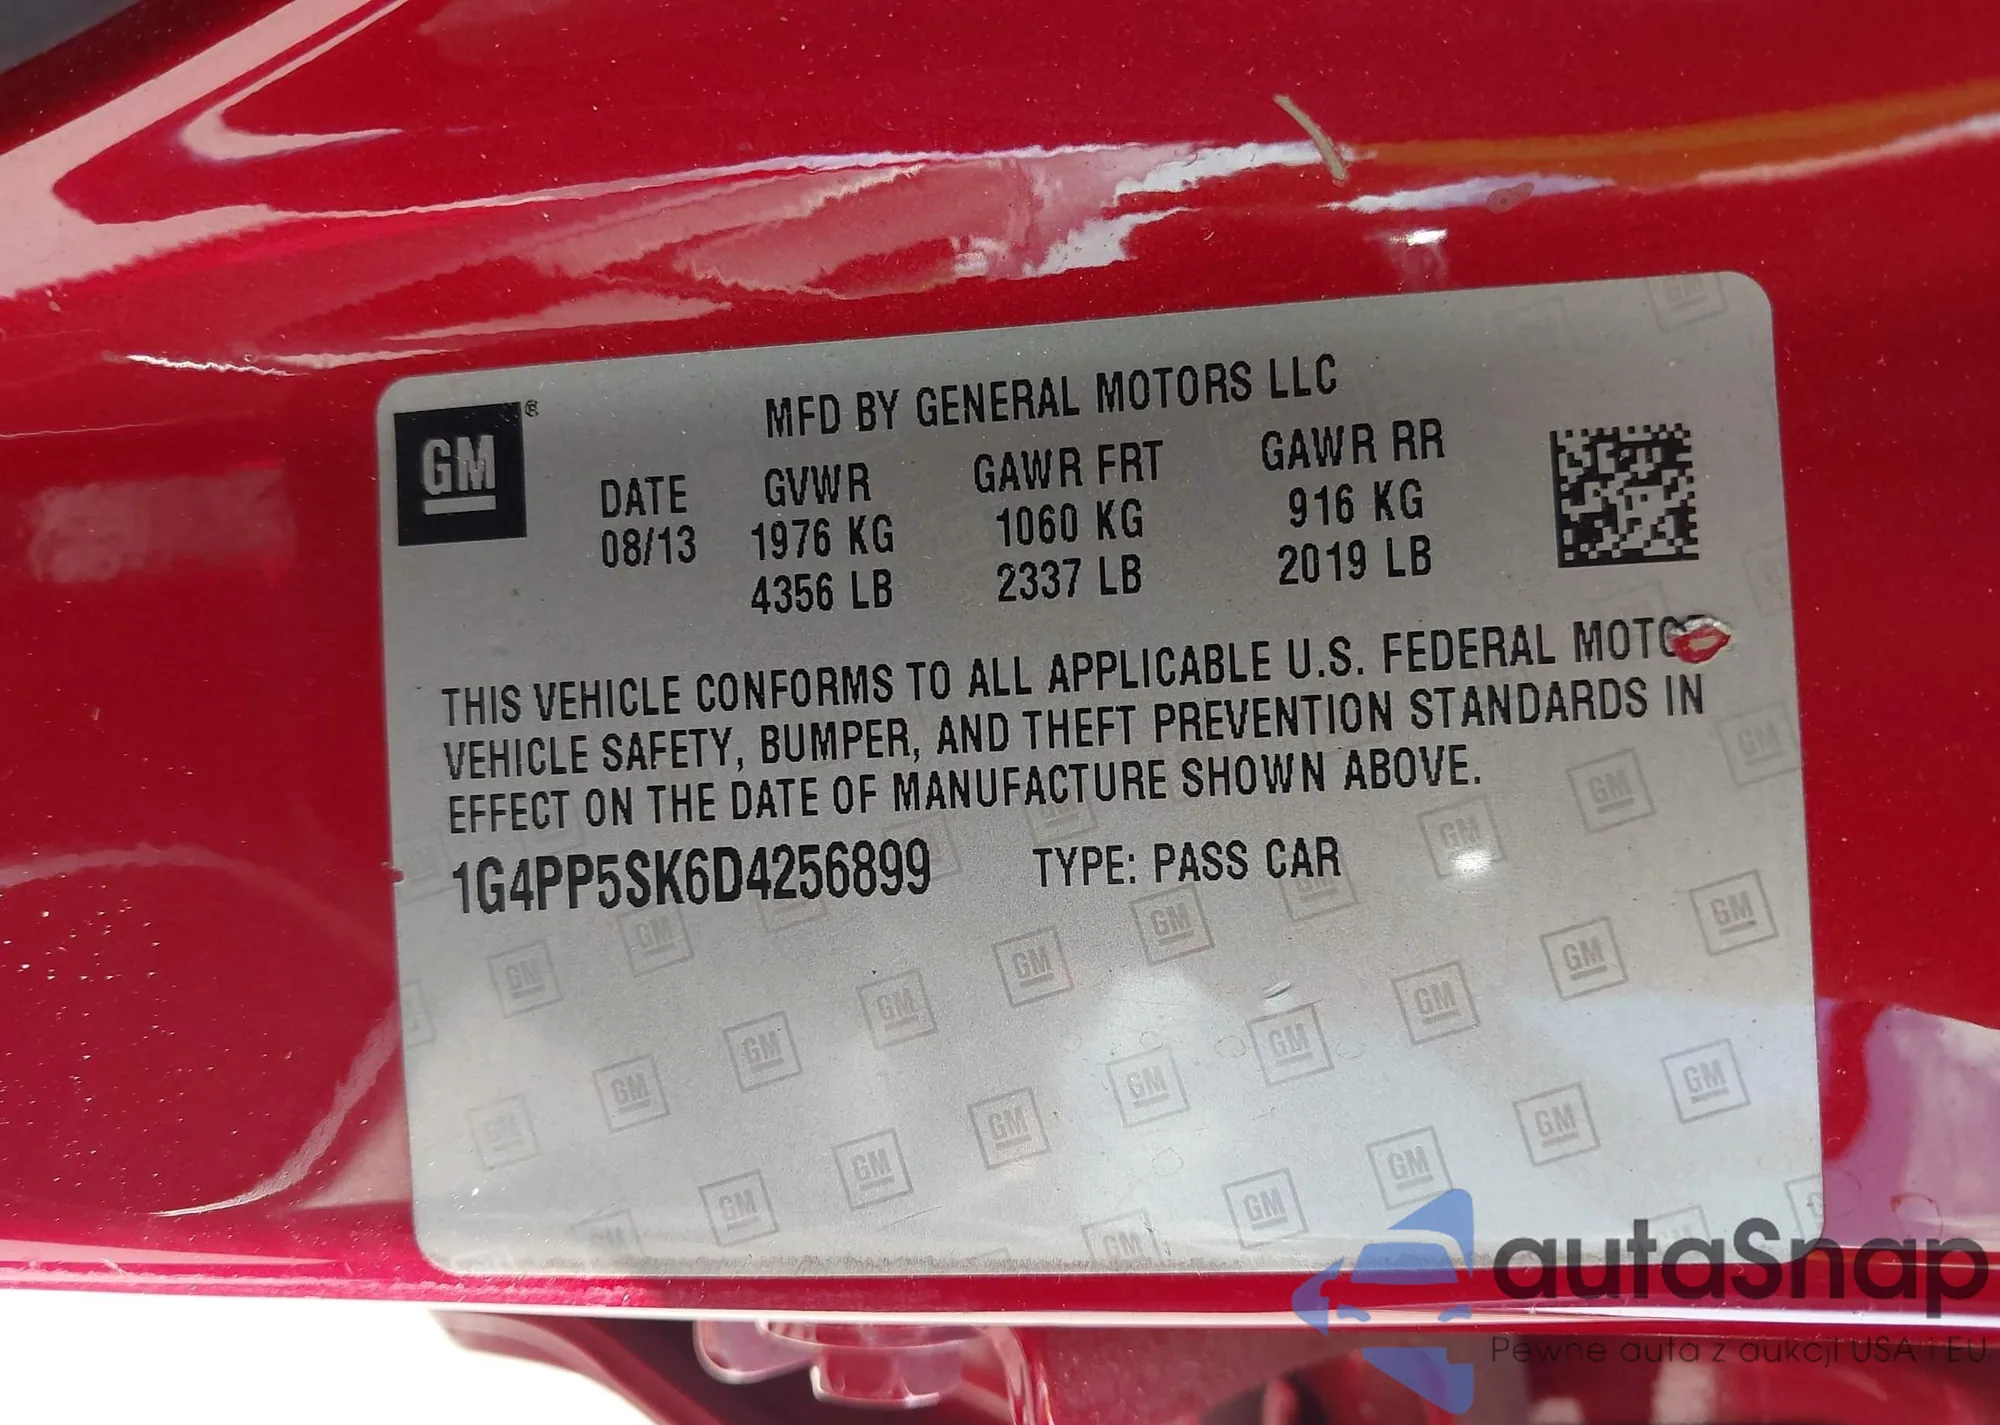 GM ®
MFD BY GENERAL MOTORS LLC
DATE GVWR GAWR FRT GAWR RR
08/13 1976 KG 1060 KG 916 KG
4356 LB 2337 LB 2019 LB
THIS VEHICLE CONFORMS TO ALL APPLICABLE U.S. FEDERAL MOTO
VEHICLE SAFETY, BUMPER, AND THEFT PREVENTION STANDARDS IN
EFFECT ON THE DATE OF MANUFACTURE SHOWN ABOVE.
1G4PP5SK6D4256899 TYPE: PASS CAR
autaSnap
Pewne auta z aukcji USA i EU